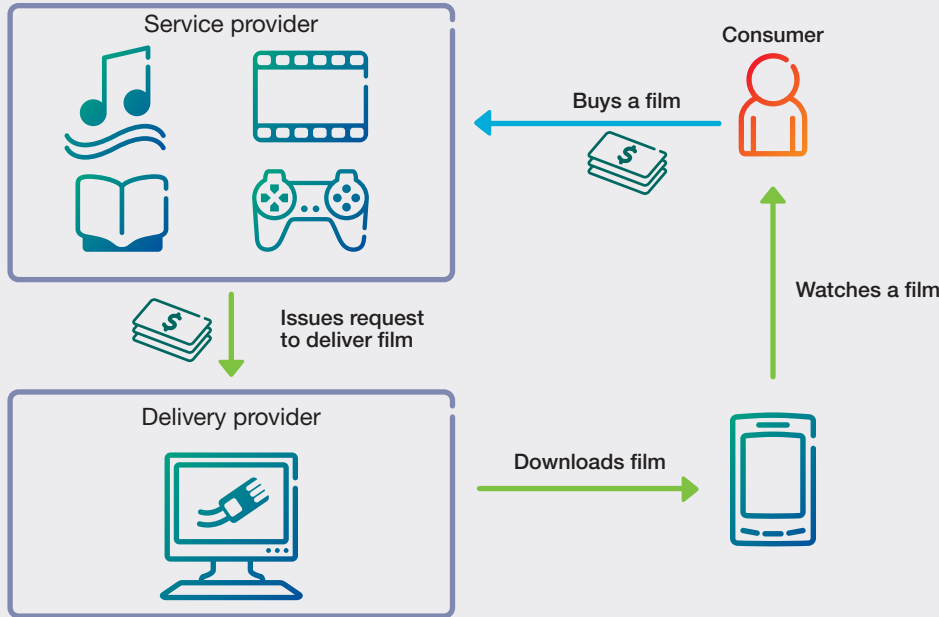 Service provider
Consumer
Buys a film
$
$
Issues request
to deliver film
Watches a film
Delivery provider
Downloads film